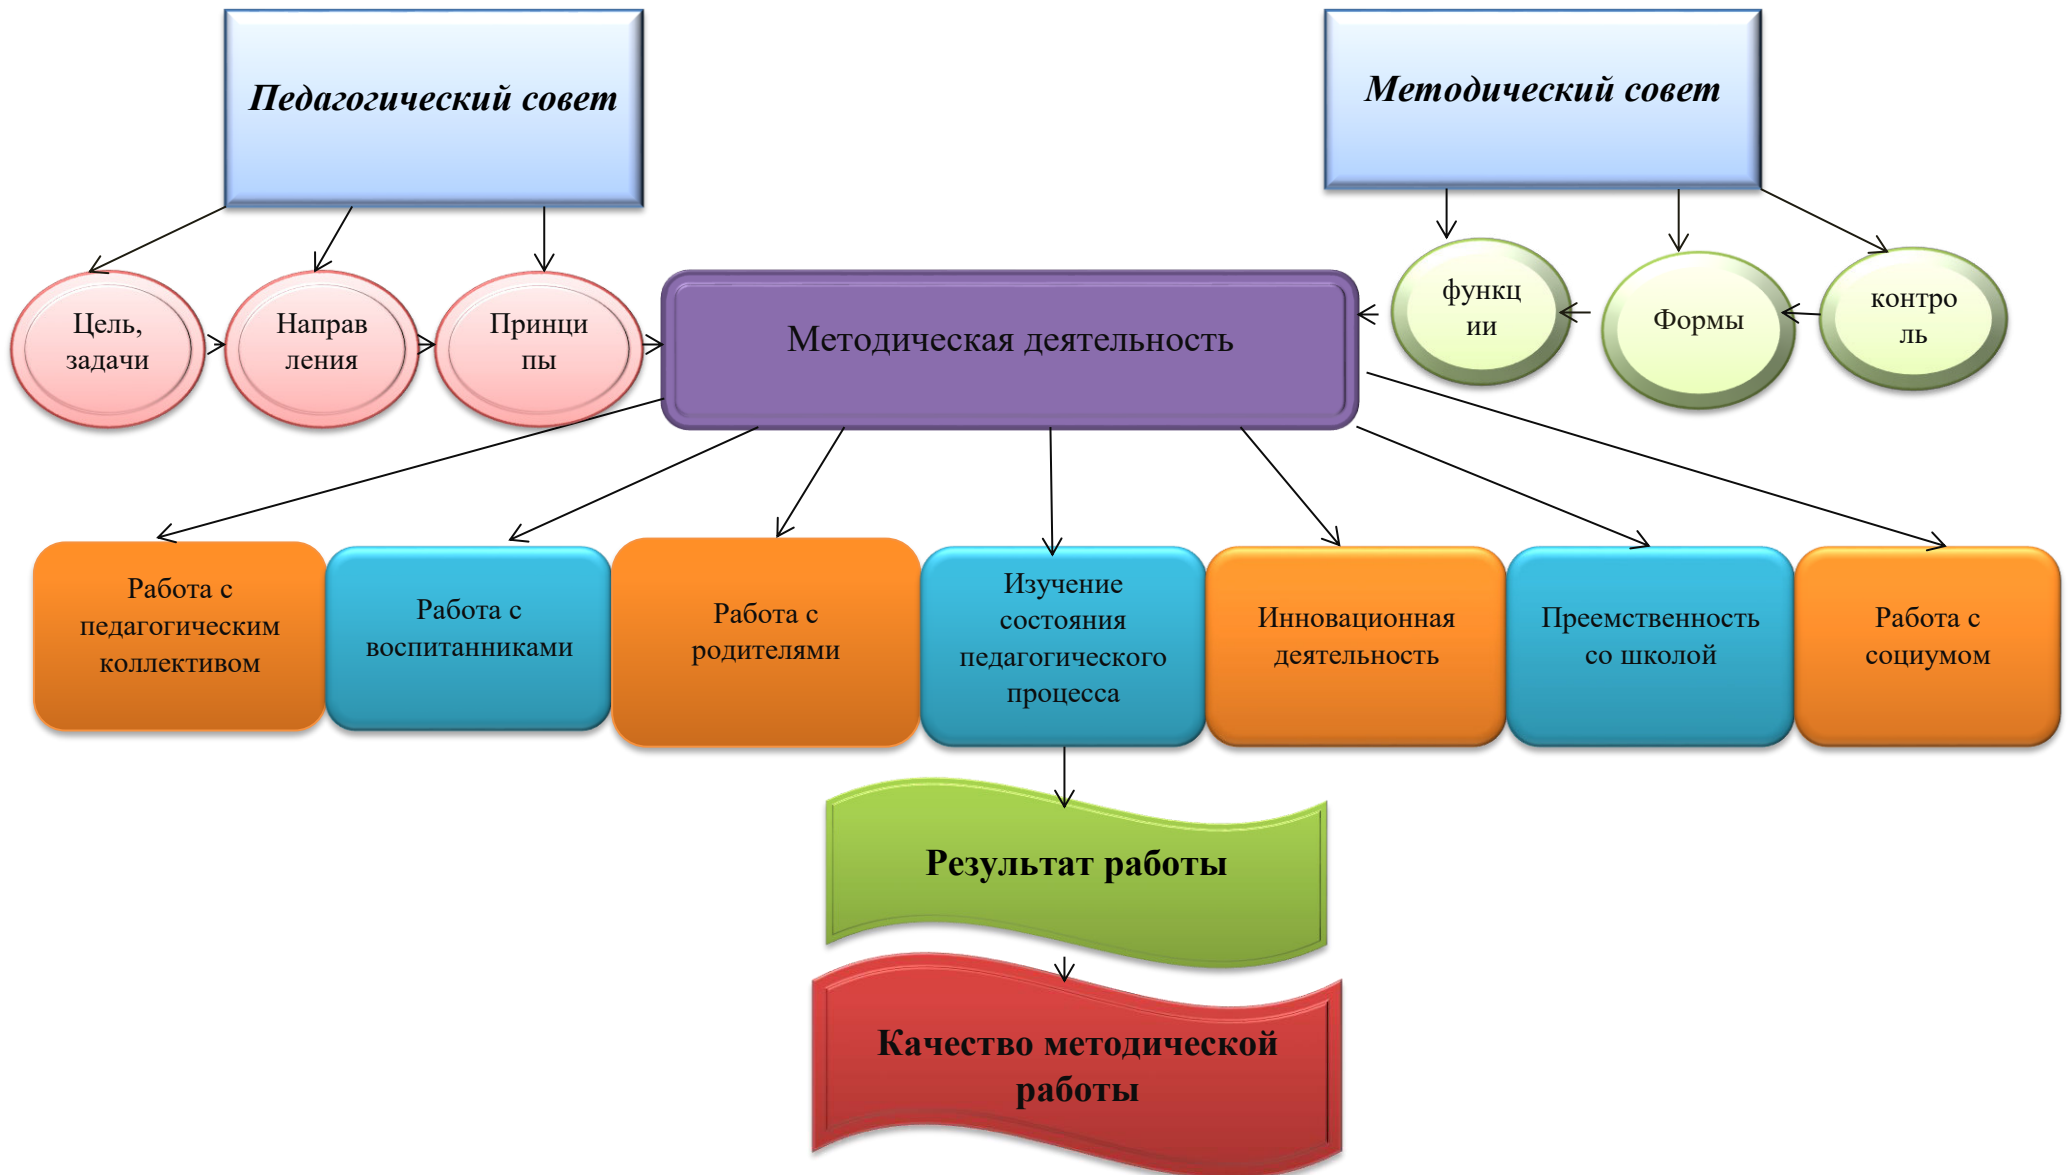 Педагогический совет
Методический совет
Цель,
задачи
Направ
ления
Принци
пы
Методическая деятельность
функц
ии
Формы
контро
ль
Работа с
педагогическим
коллективом
Работа с
воспитанниками
Работа с
родителями
Изучение
состояния
педагогического
процесса
Инновационная
деятельность
Преемственность
со школой
Работа с
социумом
Результат работы
Качество методической
работы